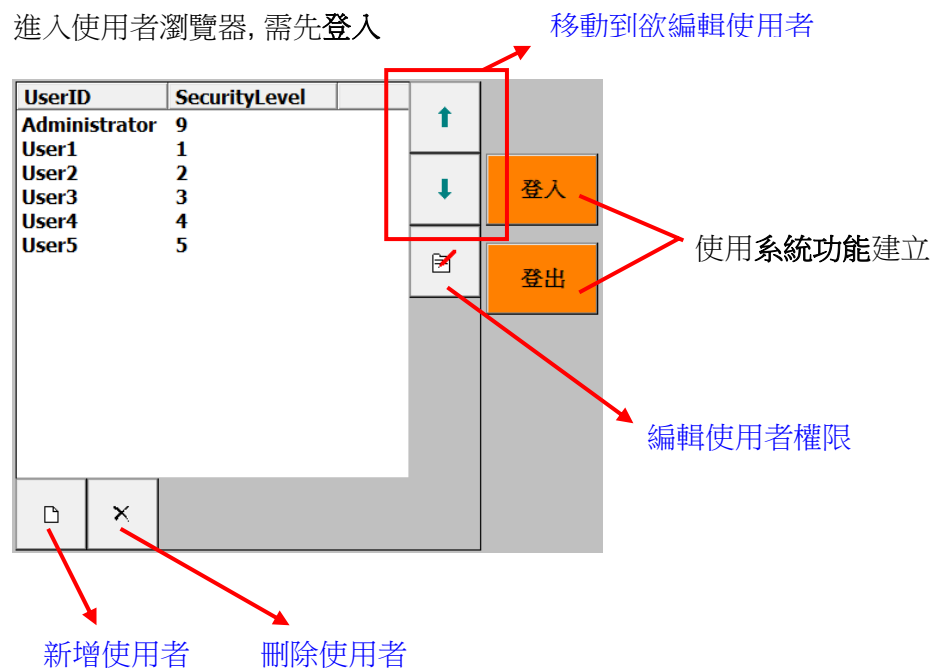 進入使用者瀏覽器, 需先登入
移動到欲編輯使用者
UserID SecurityLevel
Administrator 9
User1 1
User2 2
User3 3
User4 4
User5 5
登入
登出
使用系統功能建立
編輯使用者權限
新增使用者
刪除使用者